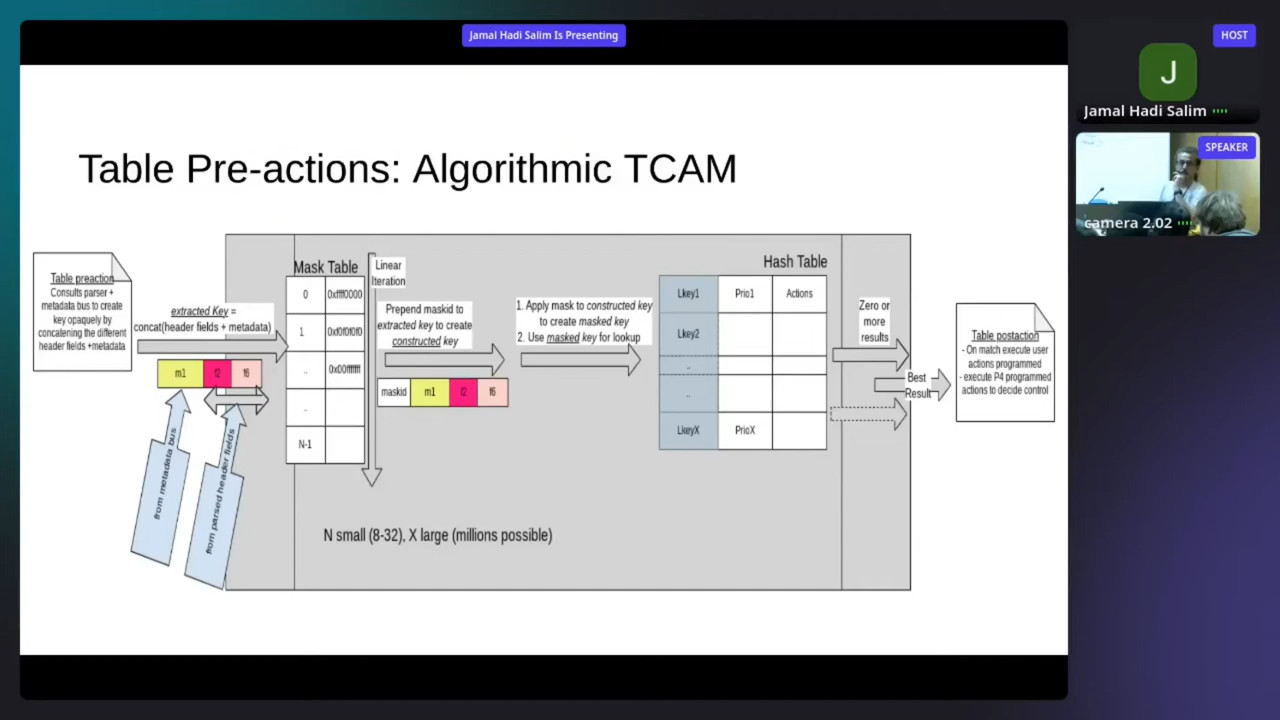 Jamal Hadi Salim Is Presenting
HOST
J
Jamal Hadi Salim
SPEAKER
camera 2.02
Table Pre-actions: Algorithmic TCAM
Table preaction
Consults parser +
metadata bus to create
key opaquely by
concatening the different
header fields +metadata
extracted Key =
concat(header fields + metadata)
m1
f2
f6
from metadata bus
from parsed header fields
Mask Table
0
0xffff0000
1
0xf0f0f0f0
..
0x00ffffff
..
N-1
Linear
Iteration
Prepend maskid to
extracted key to create
constructed key
maskid
m1
f2
f6
1. Apply mask to constructed key
to create masked key
2. Use masked key for lookup
Hash Table
Lkey1
Prio1
Actions
Lkey2
..
..
LkeyX
PrioX
Zero or
more
results
Best
Result
Table postaction
- On match execute user
actions programmed
- execute P4 programmed
actions to decide control
N small (8-32), X large (millions possible)